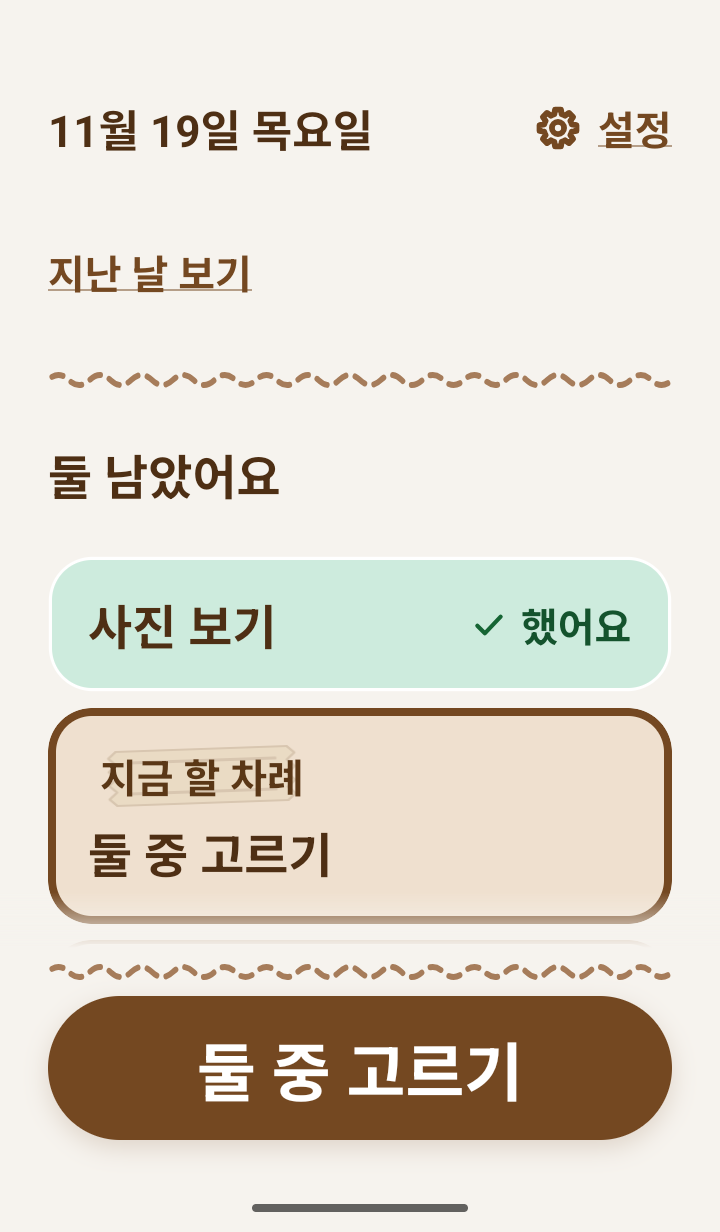 11월 19일 목요일
설정
지난 날 보기
둘 남았어요
사진 보기
했어요
지금 할 차례
둘 중 고르기
둘 중 고르기